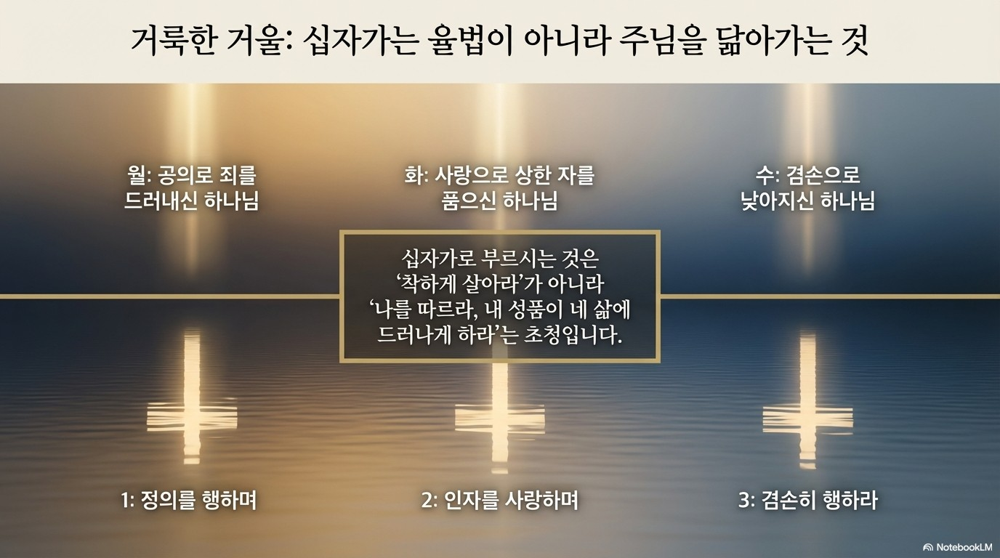 거룩한 거울: 십자가는 율법이 아니라 주님을 닮아가는 것
월: 공의로 죄를
드러내신 하나님
화: 사랑으로 상한 자를
품으신 하나님
수: 겸손으로
낮아지신 하나님
십자가로 부르시는 것은
‘착하게 살아라’가 아니라
‘나를 따르라, 내 성품이 네 삶에
드러나게 하라’는 초청입니다.
1: 정의를 행하며
2: 인자를 사랑하며
3: 겸손히 행하라
NotebookLM